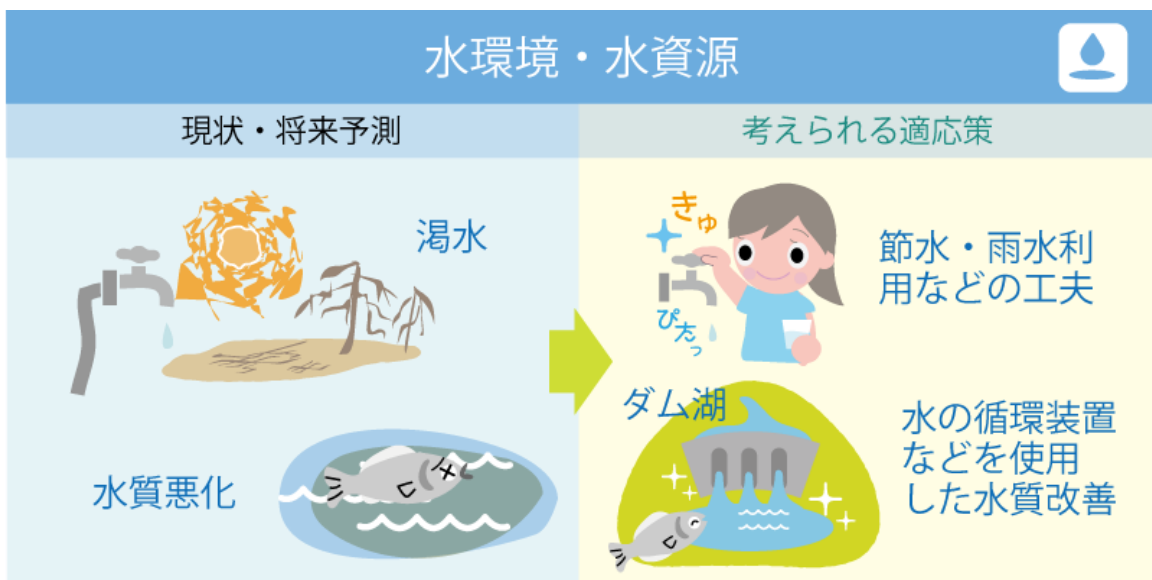 水環境・水資源
現状・将来予測
考えられる適応策
渇水
水質悪化
きゅ
ぴたっ
節水・雨水利
用などの工夫
ダム湖
水の循環装置
などを使用
した水質改善